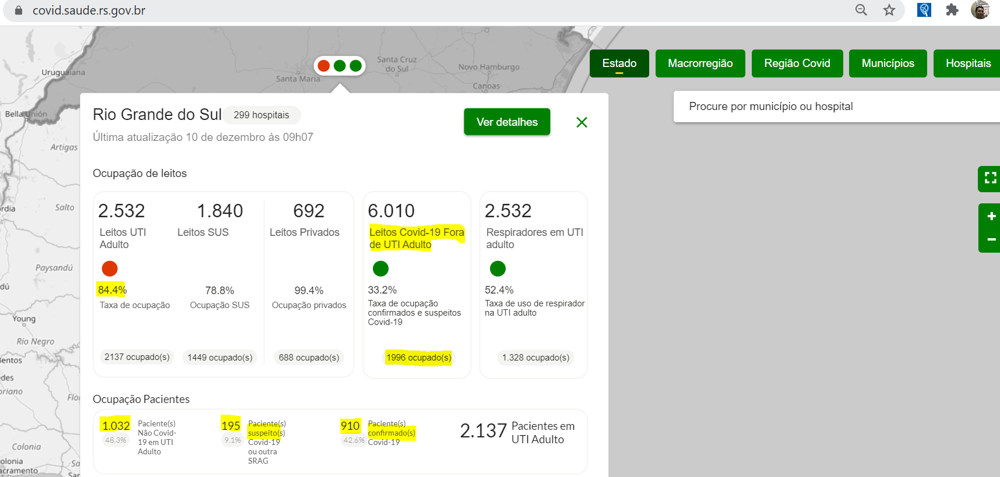 covid.saude.rs.gov.br
Uruguaiana
Santa Maria
Santa Cruz
do Sul
Novo Hamburgo
Canoas
Estado
Macrorregião
Região Covid
Municípios
Hospitais
Procure por município ou hospital
Bella Unión
Artigas
Salto
Paysandú
Young
Río Negro
Colonia
Rio Grande do Sul
299 hospitais
Ver detalhes
Última atualização 10 de dezembro às 09h07
Ocupação de leitos
2.532
Leitos UTI
Adulto
84.4%
Taxa de ocupação
2137 ocupado(s)
1.840
Leitos SUS
78.8%
Ocupação SUS
1449 ocupado(s)
692
Leitos Privados
99.4%
Ocupação privados
688 ocupado(s)
6.010
Leitos Covid-19 Fora
de UTI Adulto
33.2%
Taxa de ocupação
confirmados e suspeitos
Covid-19
1996 ocupado(s)
2.532
Respiradores em UTI
adulto
52.4%
Taxa de uso de respirador
na UTI adulto
1.328 ocupado(s)
Ocupação Pacientes
1.032
48.3%
Paciente(s)
Não Covid-
19 em UTI
Adulto
195
9.1%
Paciente(s)
suspeito(s)
Covid-19
ou outra
SRAG
910
42.6%
Paciente(s)
confirmado(s)
Covid-19
2.137
Pacientes em
UTI Adulto